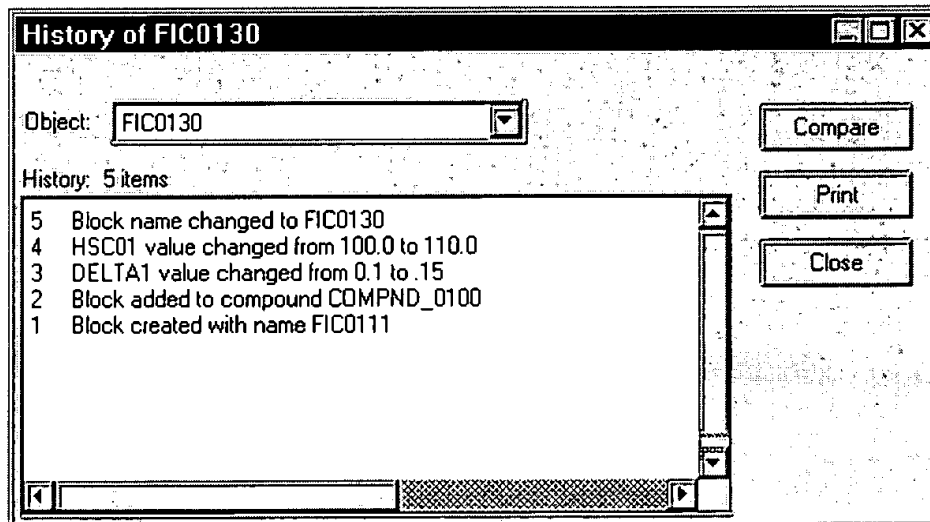 History of FIC0130
Object: FIC0130
Compare
History: 5 items
Print
5 Block name changed to FIC0130
4 HSC01 value changed from 100.0 to 110.0
Close
3 DELTA1 value changed from 0.1 to .15
2 Block added to compound COMPND_0100
1 Block created with name FIC0111